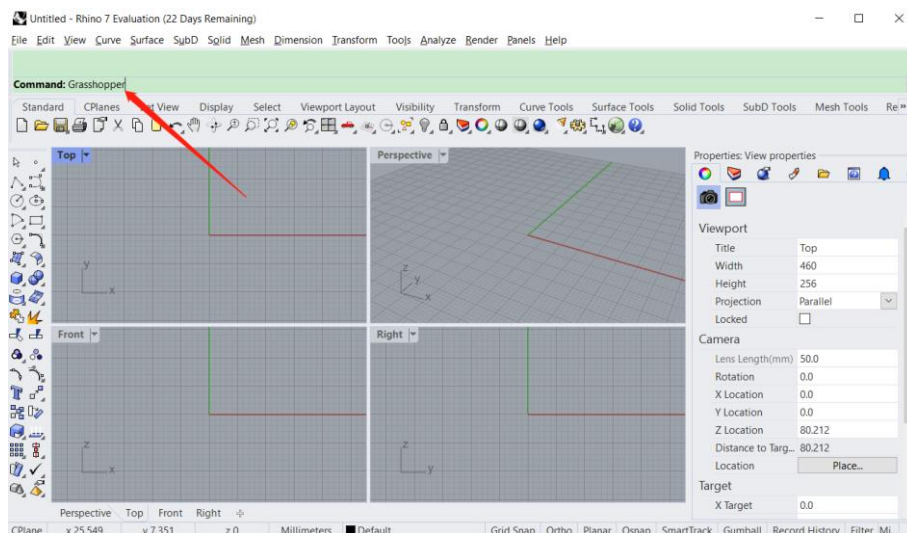 Untitled - Rhino 7 Evaluation (22 Days Remaining)
File Edit View Curve Surface SubD Solid Mesh Dimension Transform Tools Analyze Render Panels Help
Command: Grasshopper
Standard CPlanes View Display Select Viewport Layout Visibility Transform Curve Tools Surface Tools Solid Tools SubD Tools Mesh Tools Re »
Top
Perspective
Properties: View properties
Viewport
Title Top
Width 460
Height 256
Projection Parallel
Locked
y
x
z
y
x
Front
Right
Camera
Lens Length(mm) 50.0
Rotation 0.0
X Location 0.0
Y Location 0.0
Z Location 80.212
Distance to Targ... 80.212
Location Place...
z
x
z
y
Target
X Target 0.0
Perspective Top Front Right
CPlane x 25.549 y 7.351 z 0 Millimeters Default Grid Snap Ortho Planar Osnap SmartTrack Gumball Record History Filter Mi